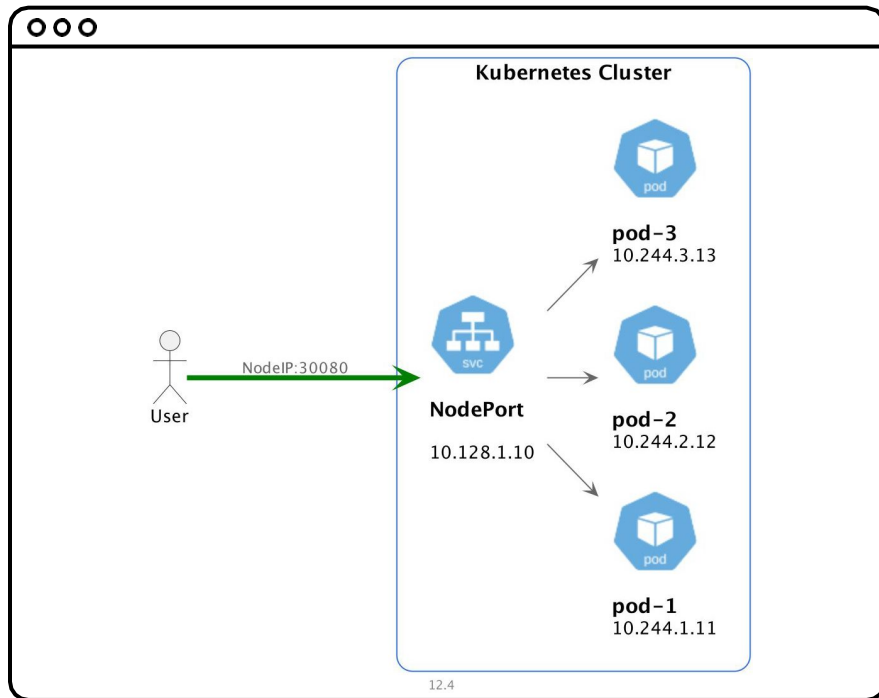 Kubernetes Cluster
pod
pod-3
10.244.3.13
svc
NodePort
10.128.1.10
NodeIP:30080
User
pod
pod-2
10.244.2.12
pod
pod-1
10.244.1.11
12.4